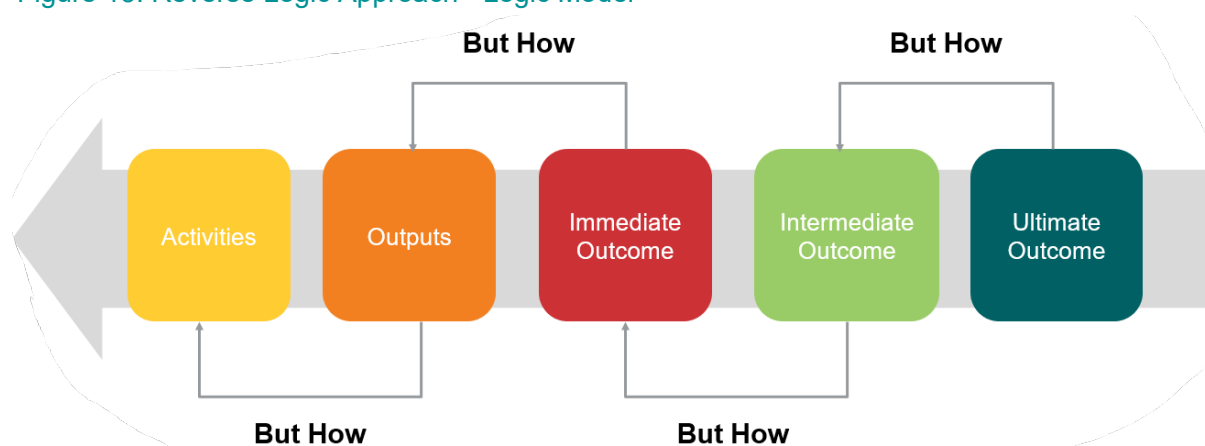 Figure Reverse Logic Approach - Logic Model
But How
But How
Activities
Outputs
Immediate
Outcome
Intermediate
Outcome
Ultimate
Outcome
But How
But How